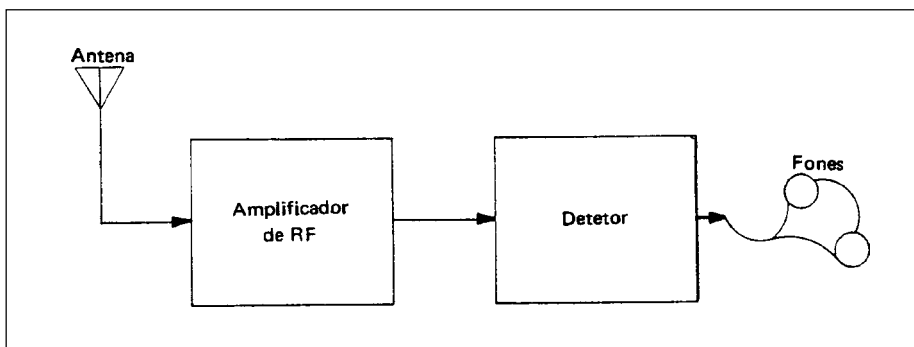 Antena
Amplificador
de RF
Detetor
Fones